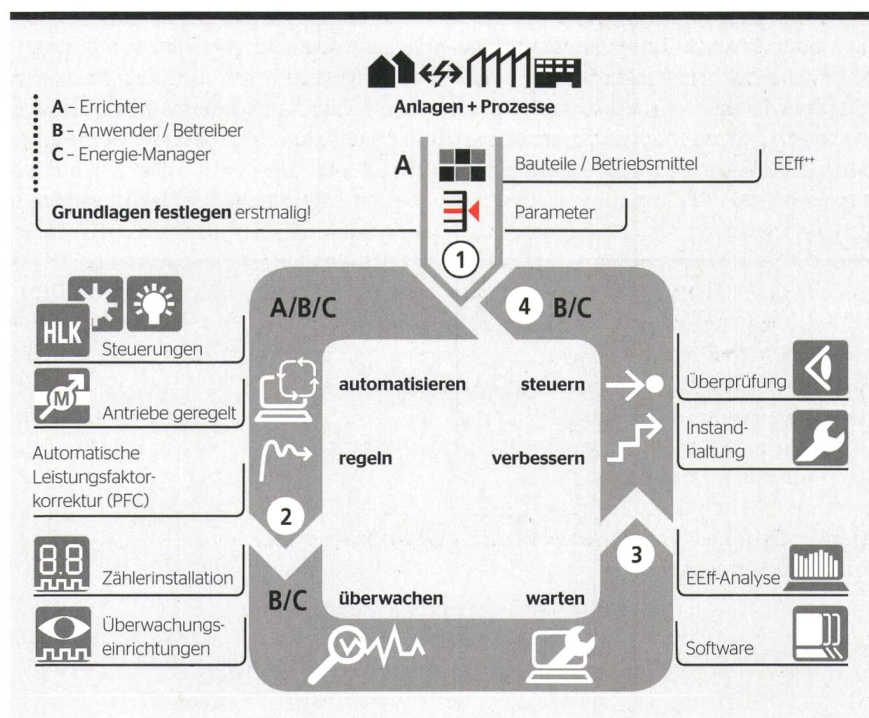 Anlagen + Prozesse
A – Errichter
B – Anwender / Betreiber
C – Energie-Manager
Grundlagen festlegen erstmalig!
A
Bauteile / Betriebsmittel
EEff++
Parameter
1
A/B/C
4
B/C
HLK
Steuerungen
M
Antriebe geregelt
Automatische
Leistungsfaktor-
korrektur (PFC)
8.8
Zählerinstallation
Überwachungs-
einrichtungen
automatisieren
steuern
regeln
verbessern
2
3
B/C
überwachen
warten
Überprüfung
Instand-
haltung
EEff-Analyse
Software